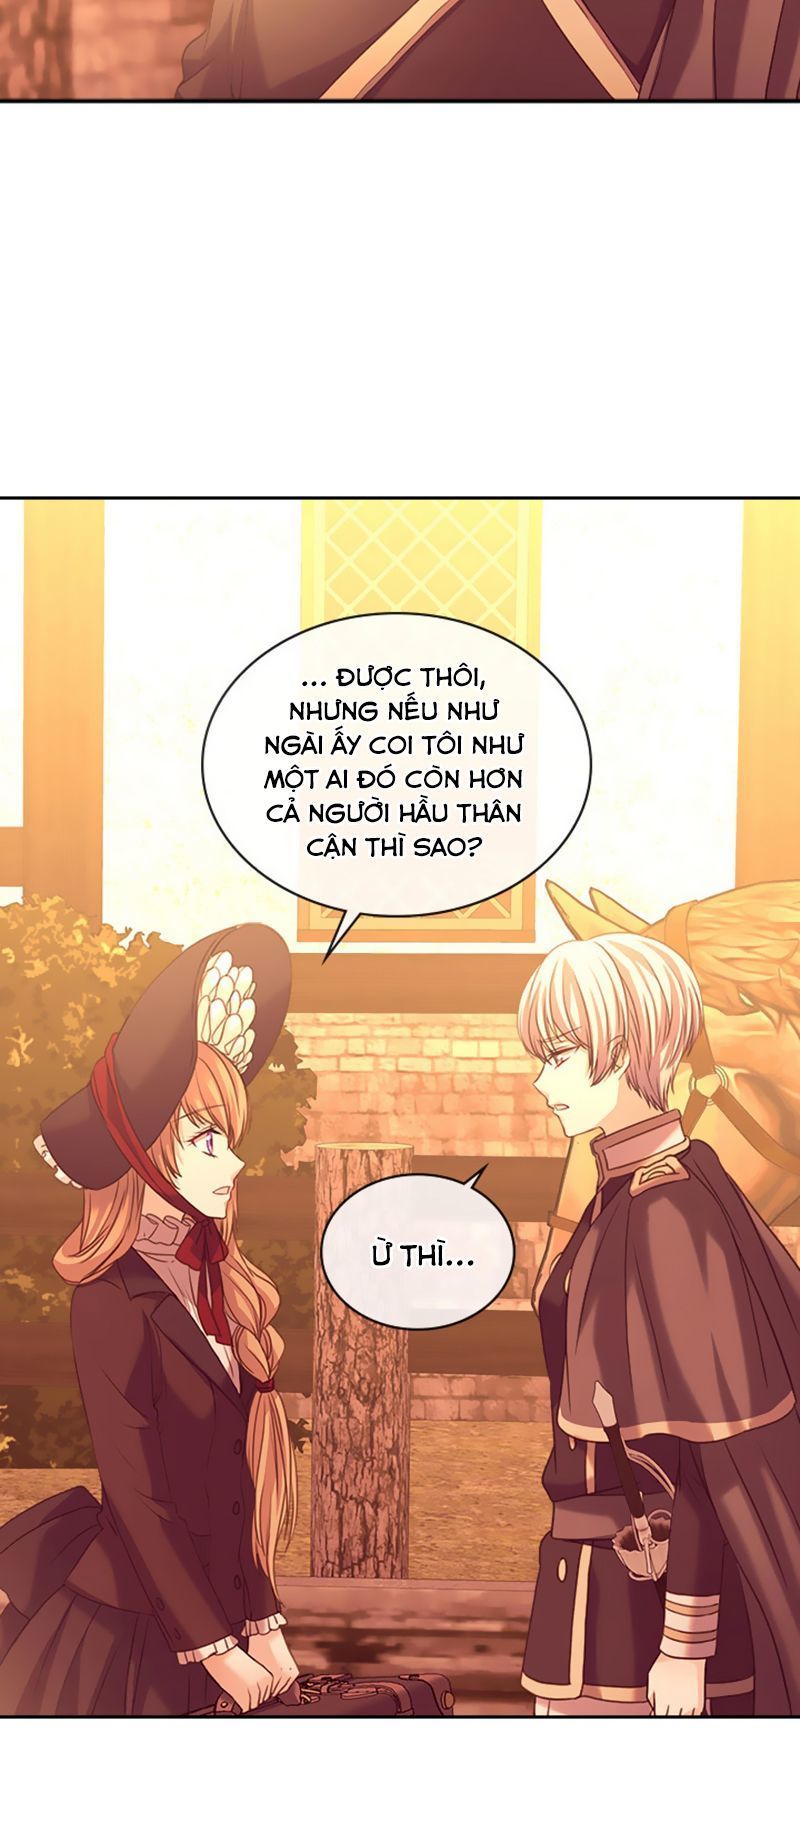 ... ĐƯỢC THÔI,
NHƯNG NẾU NHƯ
NGÀI ẤY COI TÔI NHƯ
MỘT AI ĐÓ CÒN HƠN
CẢ NGƯỜI HẦU THÂN
CẬN THÌ SAO?
Ừ THÌ...